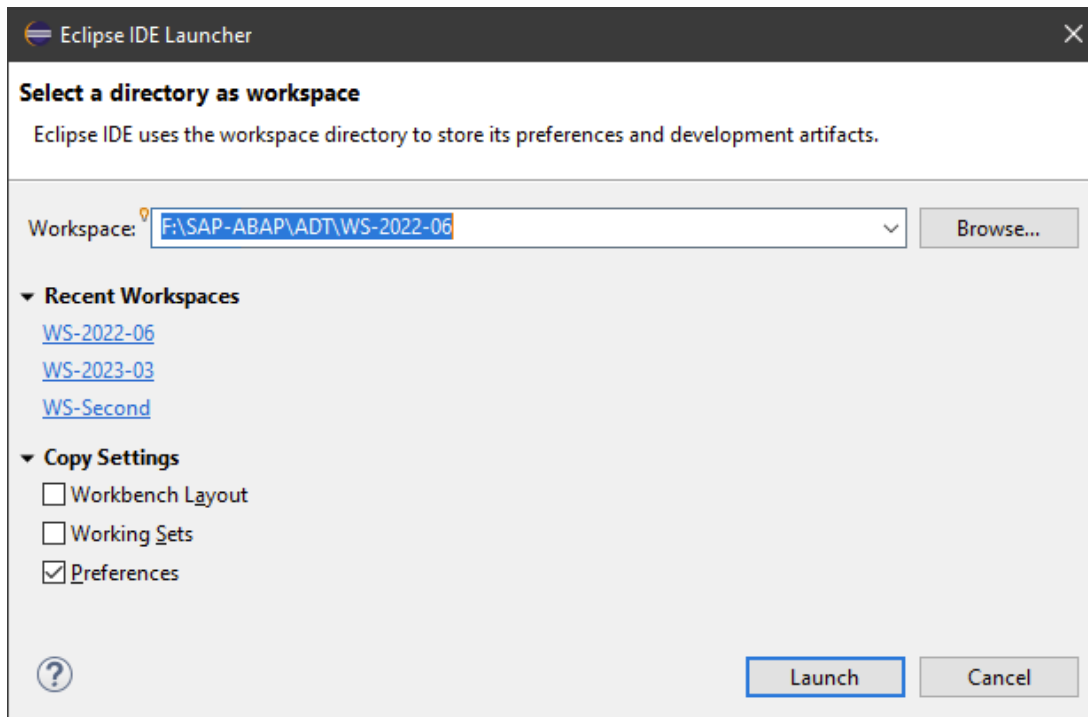 Eclipse IDE Launcher
Select a directory as workspace
Eclipse IDE uses the workspace directory to store its preferences and development artifacts.
Workspace: F:\SAP-ABAP\ADT\WS-2022-06 Browse...
Recent Workspaces
WS-2022-06
WS-2023-03
WS-Second
Copy Settings
Workbench Layout
Working Sets
Preferences
? Launch Cancel